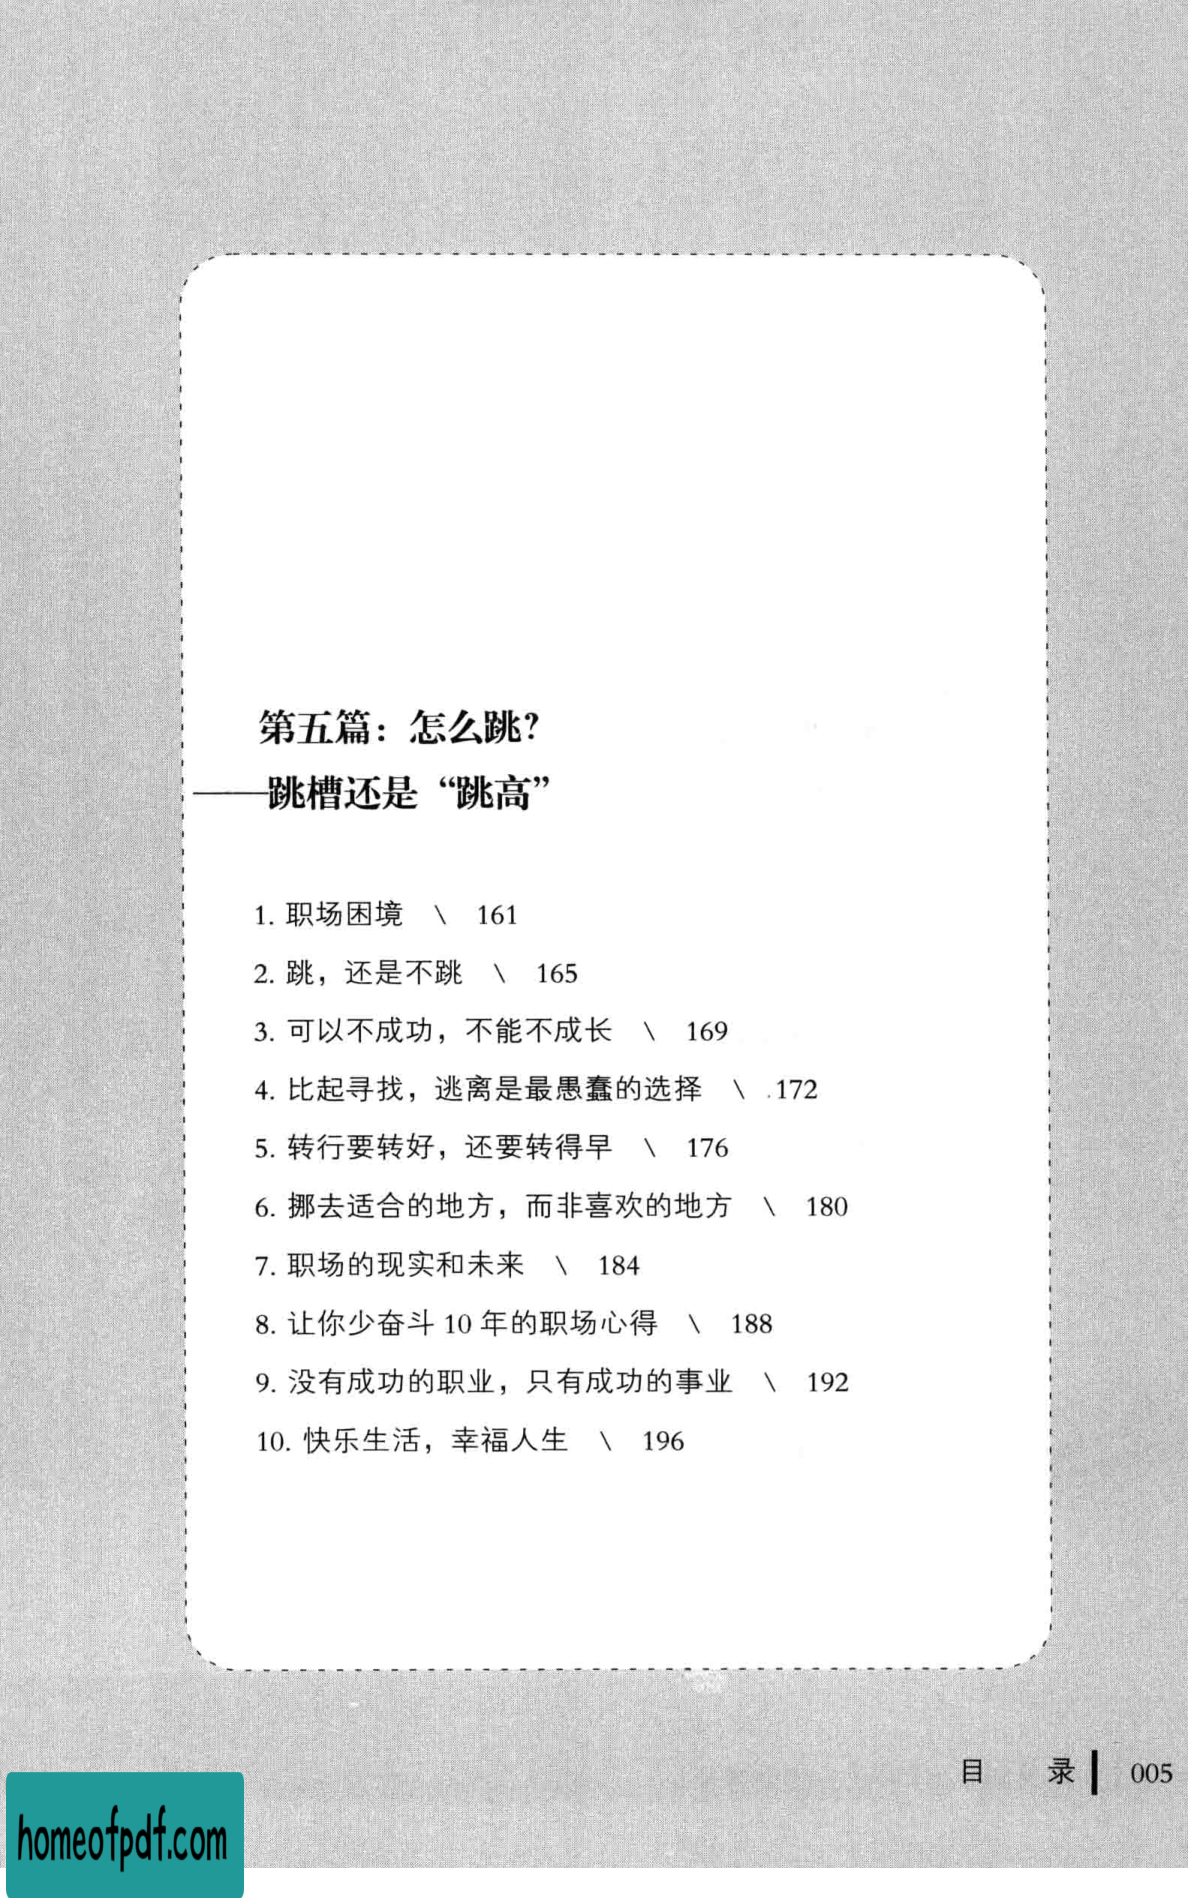 第五篇：怎么跳？
——跳槽还是“跳高”
1. 职场困境 \ 161
2. 跳，还是不跳 \ 165
3. 可以不成功，不能不成长 \ 169
4. 比起寻找，逃离是最愚蠢的选择 \ 172
5. 转行要转好，还要转得早 \ 176
6. 挪去适合的地方，而非喜欢的地方 \ 180
7. 职场的现实和未来 \ 184
8. 让你少奋斗 10 年的职场心得 \ 188
9. 没有成功的职业，只有成功的事业 \ 192
10. 快乐生活，幸福人生 \ 196
目 录 005
homeofpdf.com